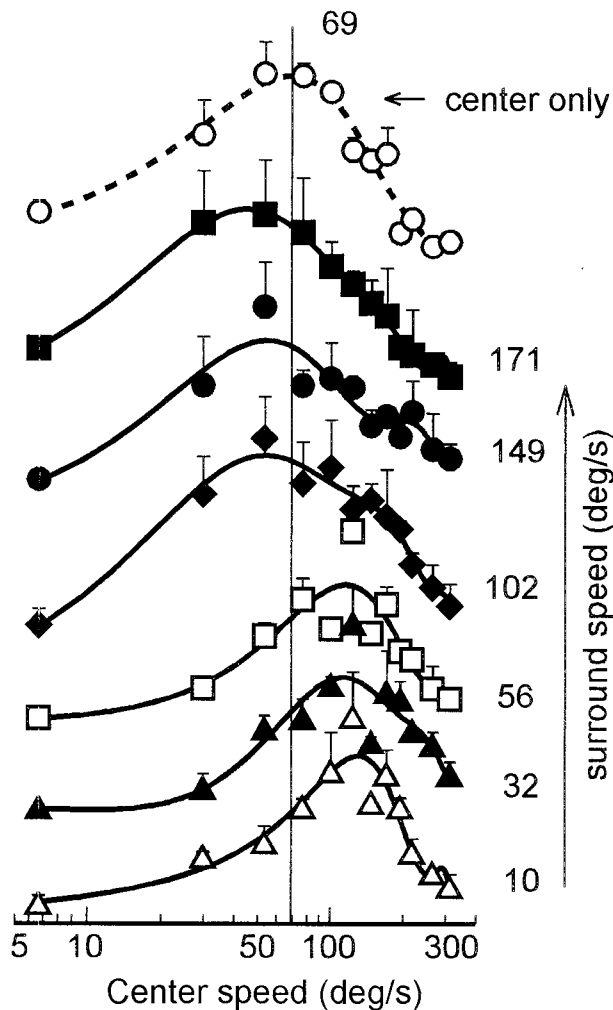 69
← center only
171
149
102
56
32
10
surround speed (deg/s)
5 10 50 100 300
Center speed (deg/s)